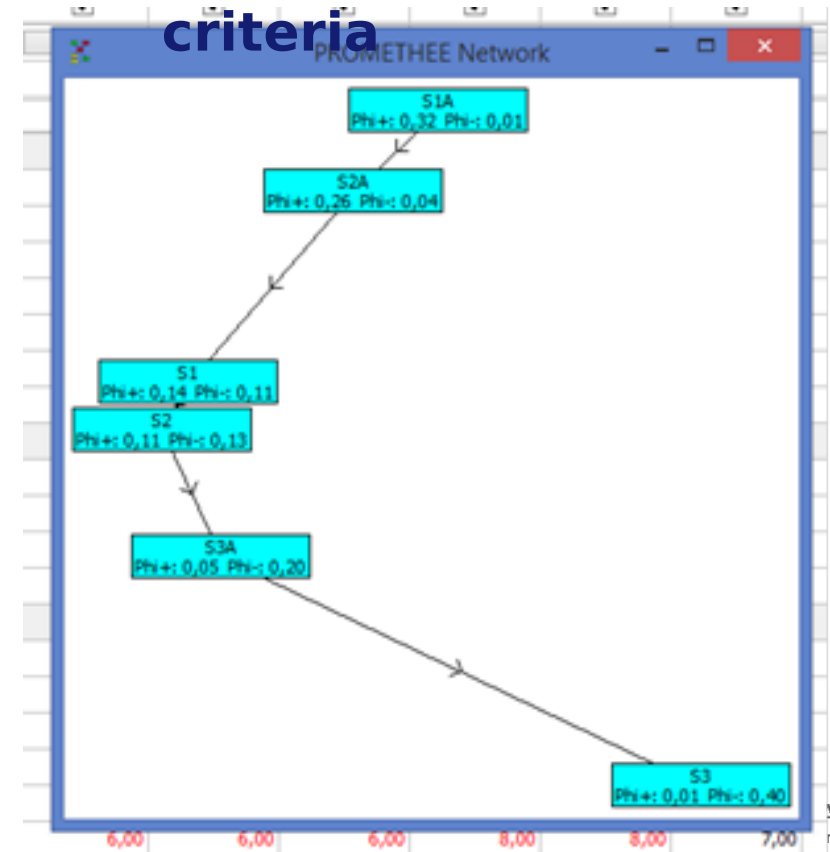 criteria
PROMETHEE Network
S1A
Phi+: 0,32 Phi-: 0,01
S2A
Phi+: 0,26 Phi-: 0,04
S1
Phi+: 0,14 Phi-: 0,11
S2
Phi+: 0,11 Phi-: 0,13
S3A
Phi+: 0,05 Phi-: 0,20
S3
Phi+: 0,01 Phi-: 0,40
6,00 6,00 6,00 8,00 8,00 7,00